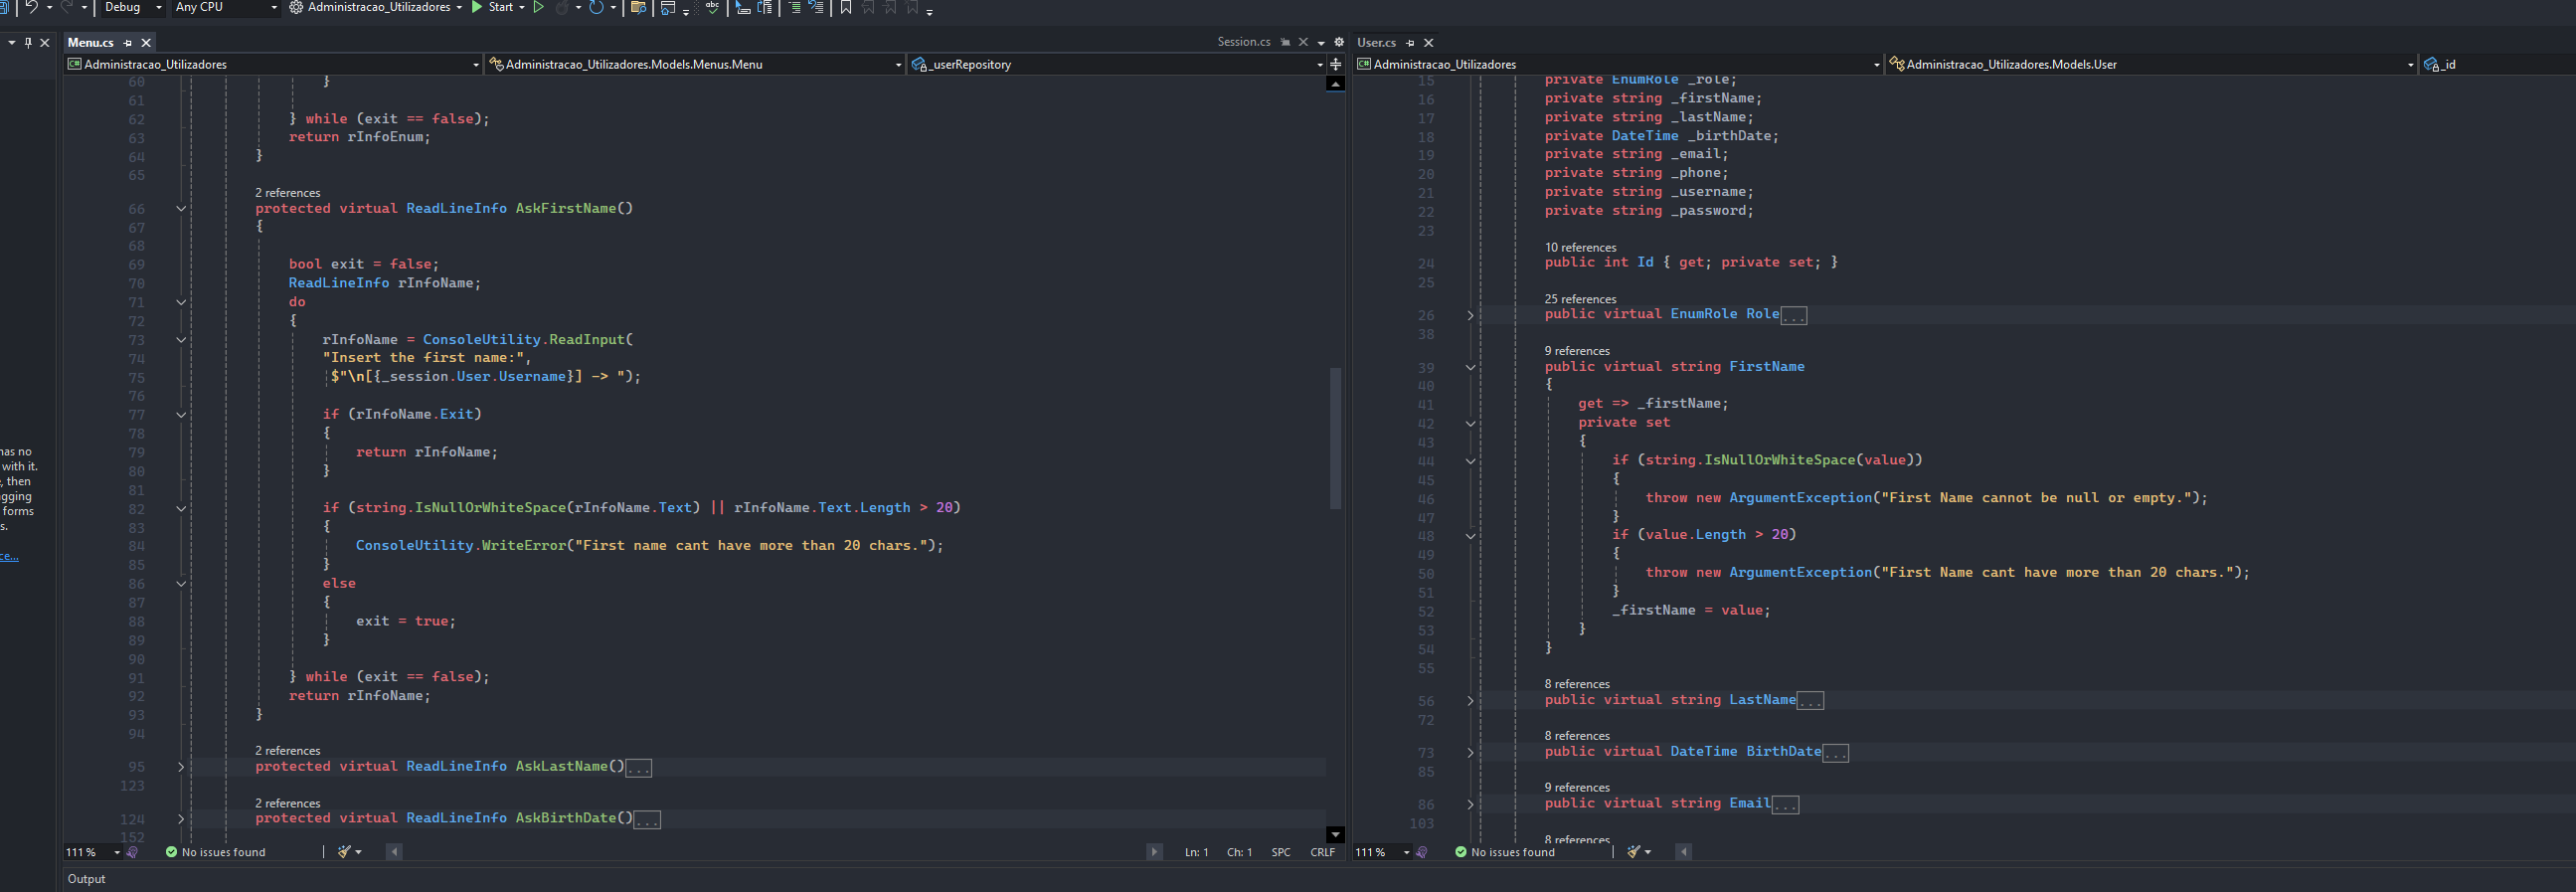 Debug Any CPU Administracao_Utilizadores Start
Menu.cs
Session.cs
Administracao_Utilizadores Administracao_Utilizadores.Models.Menus.Menu _userRepository
60 }
61
62 } while (exit == false);
63 return rInfoEnum;
64 }
65
2 references
66 protected virtual ReadLineInfo AskFirstName()
67 {
68
69 bool exit = false;
70 ReadLineInfo rInfoName;
71 do
72 {
73 rInfoName = ConsoleUtility.ReadInput(
74 "Insert the first name:",
75 $"\n[{_session.User.Username}] -> ");
76
77 if (rInfoName.Exit)
78 {
79 return rInfoName;
80 }
81
82 if (string.IsNullOrWhiteSpace(rInfoName.Text) || rInfoName.Text.Length > 20)
83 {
84 ConsoleUtility.WriteError("First name cant have more than 20 chars.");
85 }
86 else
87 {
88 exit = true;
89 }
90
91 } while (exit == false);
92 return rInfoName;
93 }
94
2 references
95 protected virtual ReadLineInfo AskLastName()...
123
2 references
124 protected virtual ReadLineInfo AskBirthDate()...
152
111 % No issues found Ln: 1 Ch: 1 SPC CRLF
User.cs
Administracao_Utilizadores Administracao_Utilizadores.Models.User _id
15 private EnumRole _role;
16 private string _firstName;
17 private string _lastName;
18 private DateTime _birthDate;
19 private string _email;
20 private string _phone;
21 private string _username;
22 private string _password;
23
10 references
24 public int Id { get; private set; }
25
25 references
26 public virtual EnumRole Role...
38
9 references
39 public virtual string FirstName
40 {
41 get => _firstName;
42 private set
43 {
44 if (string.IsNullOrWhiteSpace(value))
45 {
46 throw new ArgumentException("First Name cannot be null or empty.");
47 }
48 if (value.Length > 20)
49 {
50 throw new ArgumentException("First Name cant have more than 20 chars.");
51 }
52 _firstName = value;
53 }
54 }
55
8 references
56 public virtual string LastName...
72
8 references
73 public virtual DateTime BirthDate...
85
9 references
86 public virtual string Email...
103
8 references
111 % No issues found
has no
with it.
, then
gging
forms
s.
ce...
Output